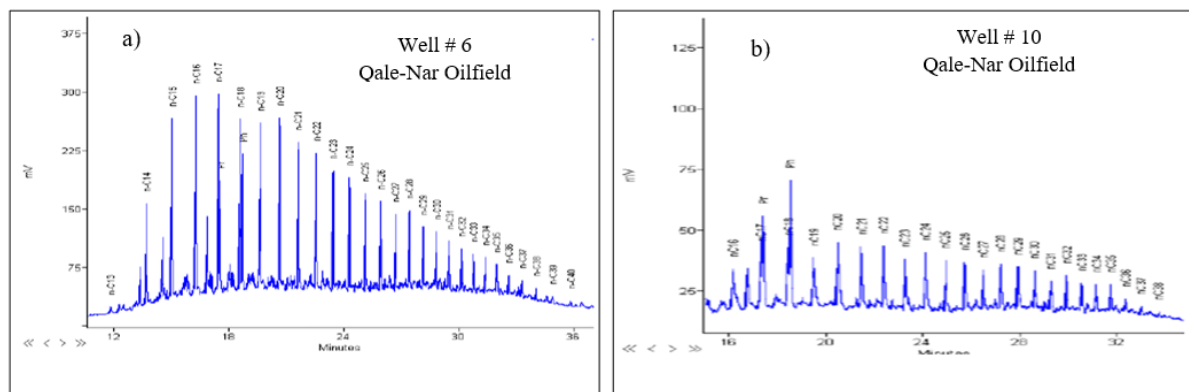 a)
Well # 6
Qale-Nar Oilfield
mV
375
300
225
150
75
n-C13
n-C14
n-C15
n-C16
n-C17
Pr
n-C18
Ph
n-C19
n-C20
n-C21
n-C22
n-C23
n-C24
n-C25
n-C26
n-C27
n-C28
n-C29
n-C30
n-C31
n-C32
n-C33
n-C34
n-C35
n-C36
n-C37
n-C38
n-C39
n-C40
12 18 24 30 36
Minutes
« < > »
b)
Well # 10
Qale-Nar Oilfield
mV
125
100
75
50
25
nC16
nC17
Pr
nC18
Ph
nC19
nC20
nC21
nC22
nC23
nC24
nC25
nC26
nC27
nC28
nC29
nC30
nC31
nC32
nC33
nC34
nC35
nC36
nC37
nC38
16 20 24 28 32
Minutes
« < > »